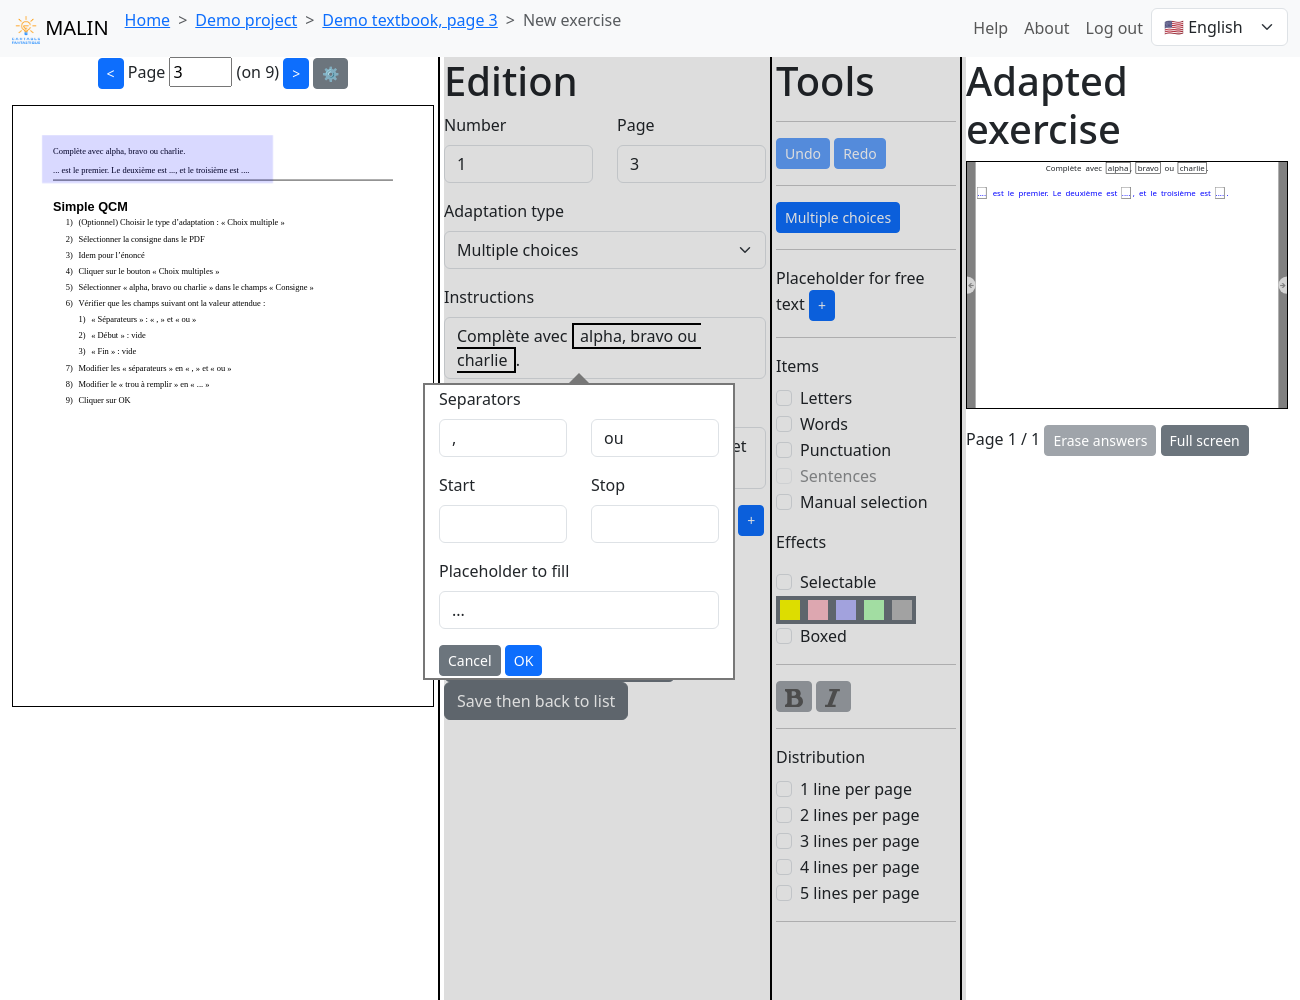 MALIN
Home > Demo project > Demo textbook, page 3 > New exercise
Help About Log out 🇺🇸 English
< Page 3 (on 9) > ⚙️
Complète avec alpha, bravo ou charlie.
... est le premier. Le deuxième est ..., et le troisième est ....
Simple QCM
1) (Optionnel) Choisir le type d’adaptation : « Choix multiple »
2) Sélectionner la consigne dans le PDF
3) Idem pour l’énoncé
4) Cliquer sur le bouton « Choix multiples »
5) Sélectionner « alpha, bravo ou charlie » dans le champs « Consigne »
6) Vérifier que les champs suivant ont la valeur attendue :
1) « Séparateurs » : « , » et « ou »
2) « Début » : vide
3) « Fin » : vide
7) Modifier les « séparateurs » en « , » et « ou »
8) Modifier le « trou à remplir » en « ... »
9) Cliquer sur OK
Edition
Number Page
1 3
Adaptation type
Multiple choices
Instructions
Complète avec alpha, bravo ou
charlie .
et
+
Separators
, ou
Start Stop
Placeholder to fill
...
Cancel OK
Save then back to list
Tools
Undo Redo
Multiple choices
Placeholder for free
text +
Items
Letters
Words
Punctuation
Sentences
Manual selection
Effects
Selectable
Boxed
B I
Distribution
1 line per page
2 lines per page
3 lines per page
4 lines per page
5 lines per page
Adapted
exercise
Complète avec alpha, bravo ou charlie.
.... est le premier. Le deuxième est ...., et le troisième est .....
Page 1 / 1 Erase answers Full screen